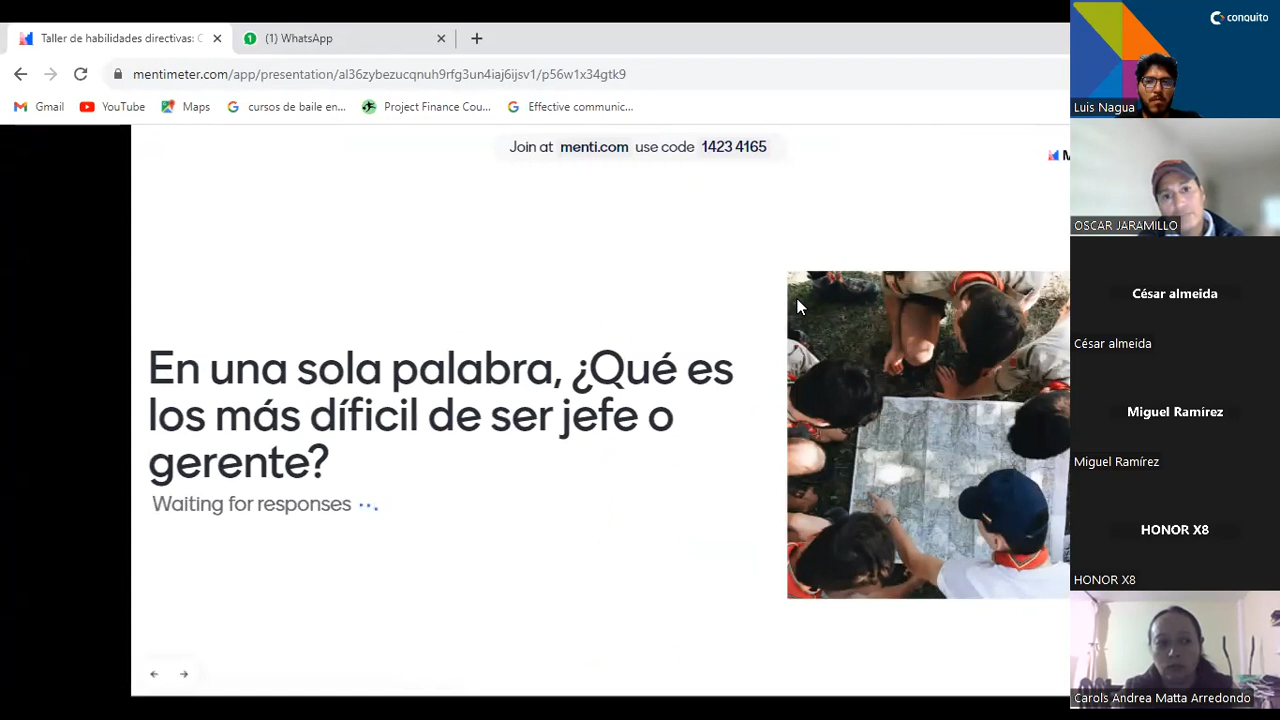 Taller de habilidades directivas: C
(1) WhatsApp
mentimeter.com/app/presentation/al36zybezucqnuh9rfg3un4iaj6ijsv1/p56w1x34gtk9
Gmail
YouTube
Maps
cursos de baile en...
Project Finance Cou...
Effective communic...
Join at menti.com use code 1423 4165
M
En una sola palabra, ¿Qué es
los más díficil de ser jefe o
gerente?
Waiting for responses
conquito
Luis Nagua
OSCAR JARAMILLO
César almeida
César almeida
Miguel Ramírez
Miguel Ramírez
HONOR X8
HONOR X8
Carols Andrea Matta Arredondo